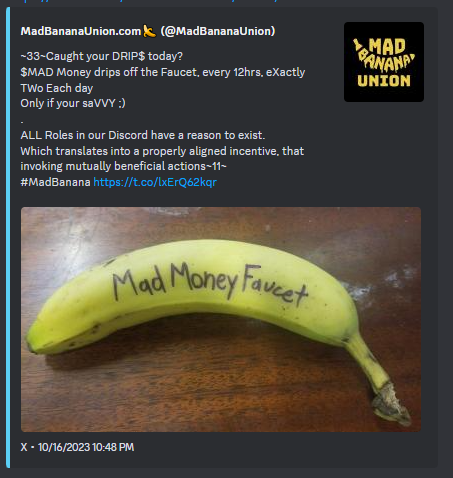 MadBananaUnion.com🍌 (@MadBananaUnion)
~33~Caught your DRIP$ today?
$MAD Money drips off the Faucet, every 12hrs, eXactly
TWo Each day
Only if your saVVY ;)
.
ALL Roles in our Discord have a reason to exist.
Which translates into a properly aligned incentive, that
invoking mutually beneficial actions~11~
#MadBanana https://t.co/lxErQ62kqr
MAD
BANANA
UNION
Mad Money Faucet
X • 10/16/2023 10:48 PM